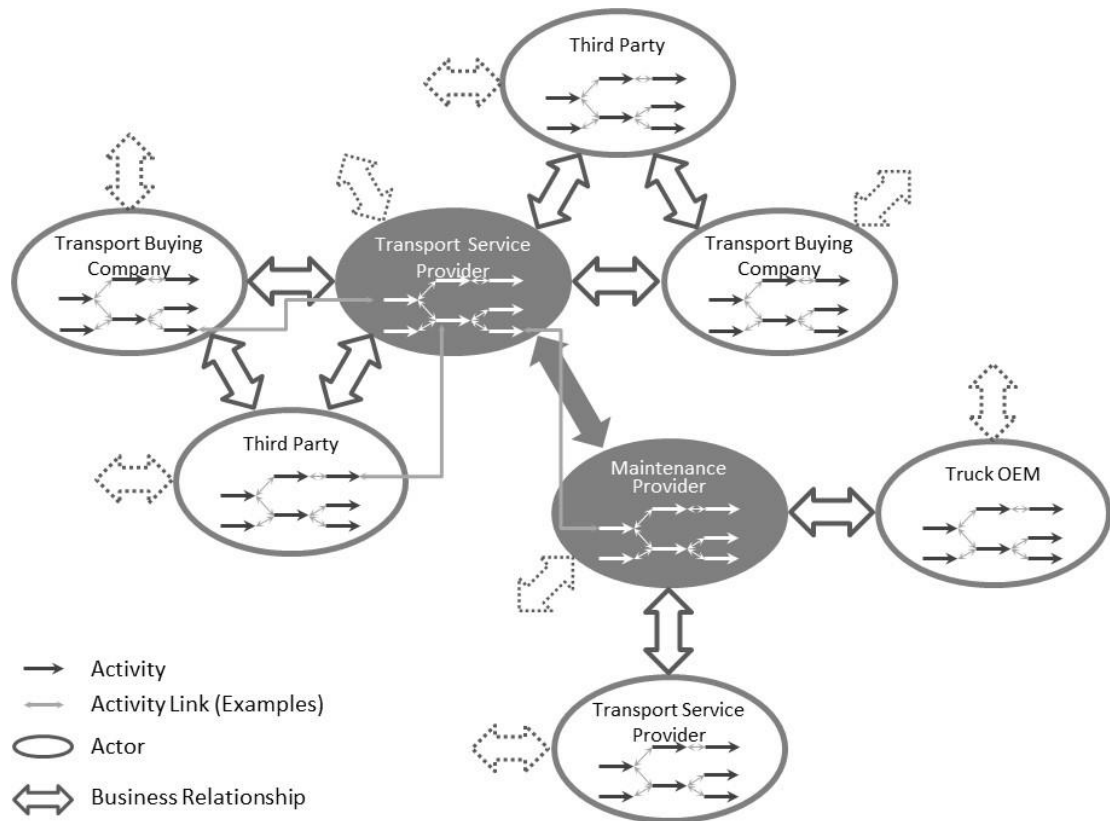 Third Party
Transport Buying
Company
Transport Service
Provider
Transport Buying
Company
Third Party
Maintenance
Provider
Truck OEM
Transport Service
Provider
Activity
Activity Link (Examples)
Actor
Business Relationship